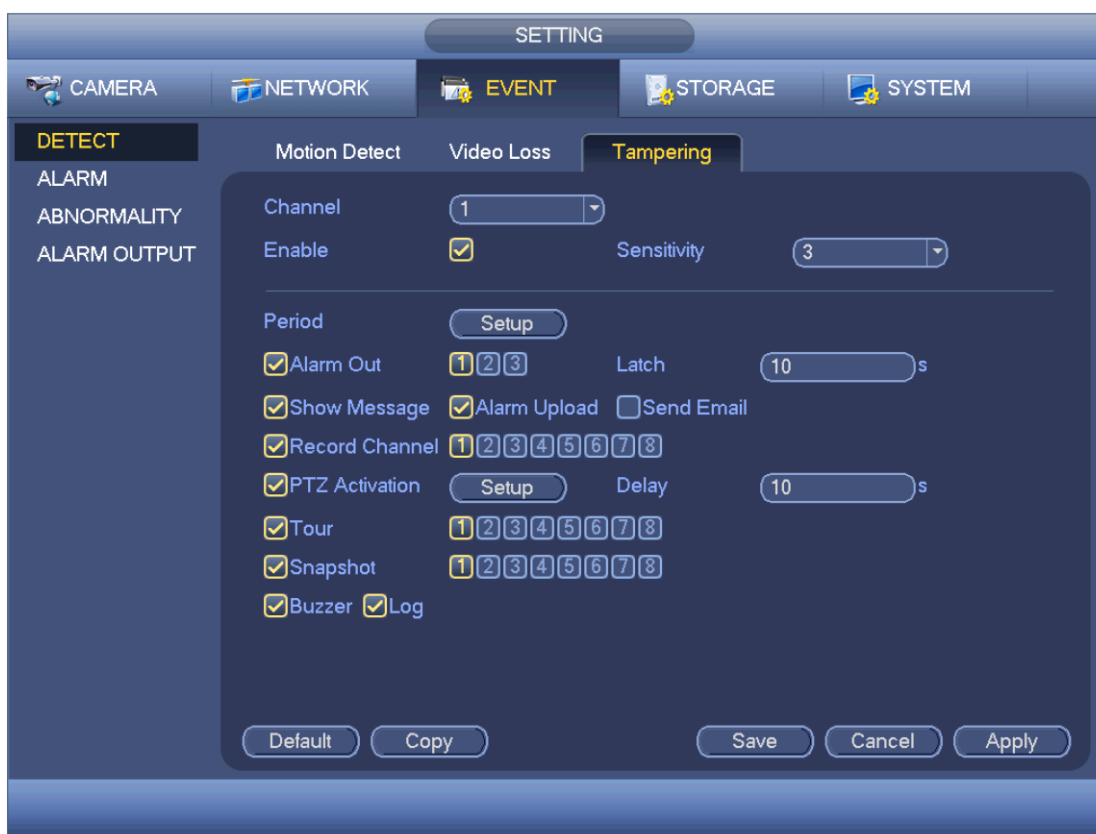 SETTING
CAMERA NETWORK EVENT STORAGE SYSTEM
DETECT
ALARM
ABNORMALITY
ALARM OUTPUT
Motion Detect Video Loss Tampering
Channel 1
Enable Sensitivity 3
Period Setup
Alarm Out 1 2 3 Latch 10 s
Show Message Alarm Upload Send Email
Record Channel 1 2 3 4 5 6 7 8
PTZ Activation Setup Delay 10 s
Tour 1 2 3 4 5 6 7 8
Snapshot 1 2 3 4 5 6 7 8
Buzzer Log
Default Copy Save Cancel Apply